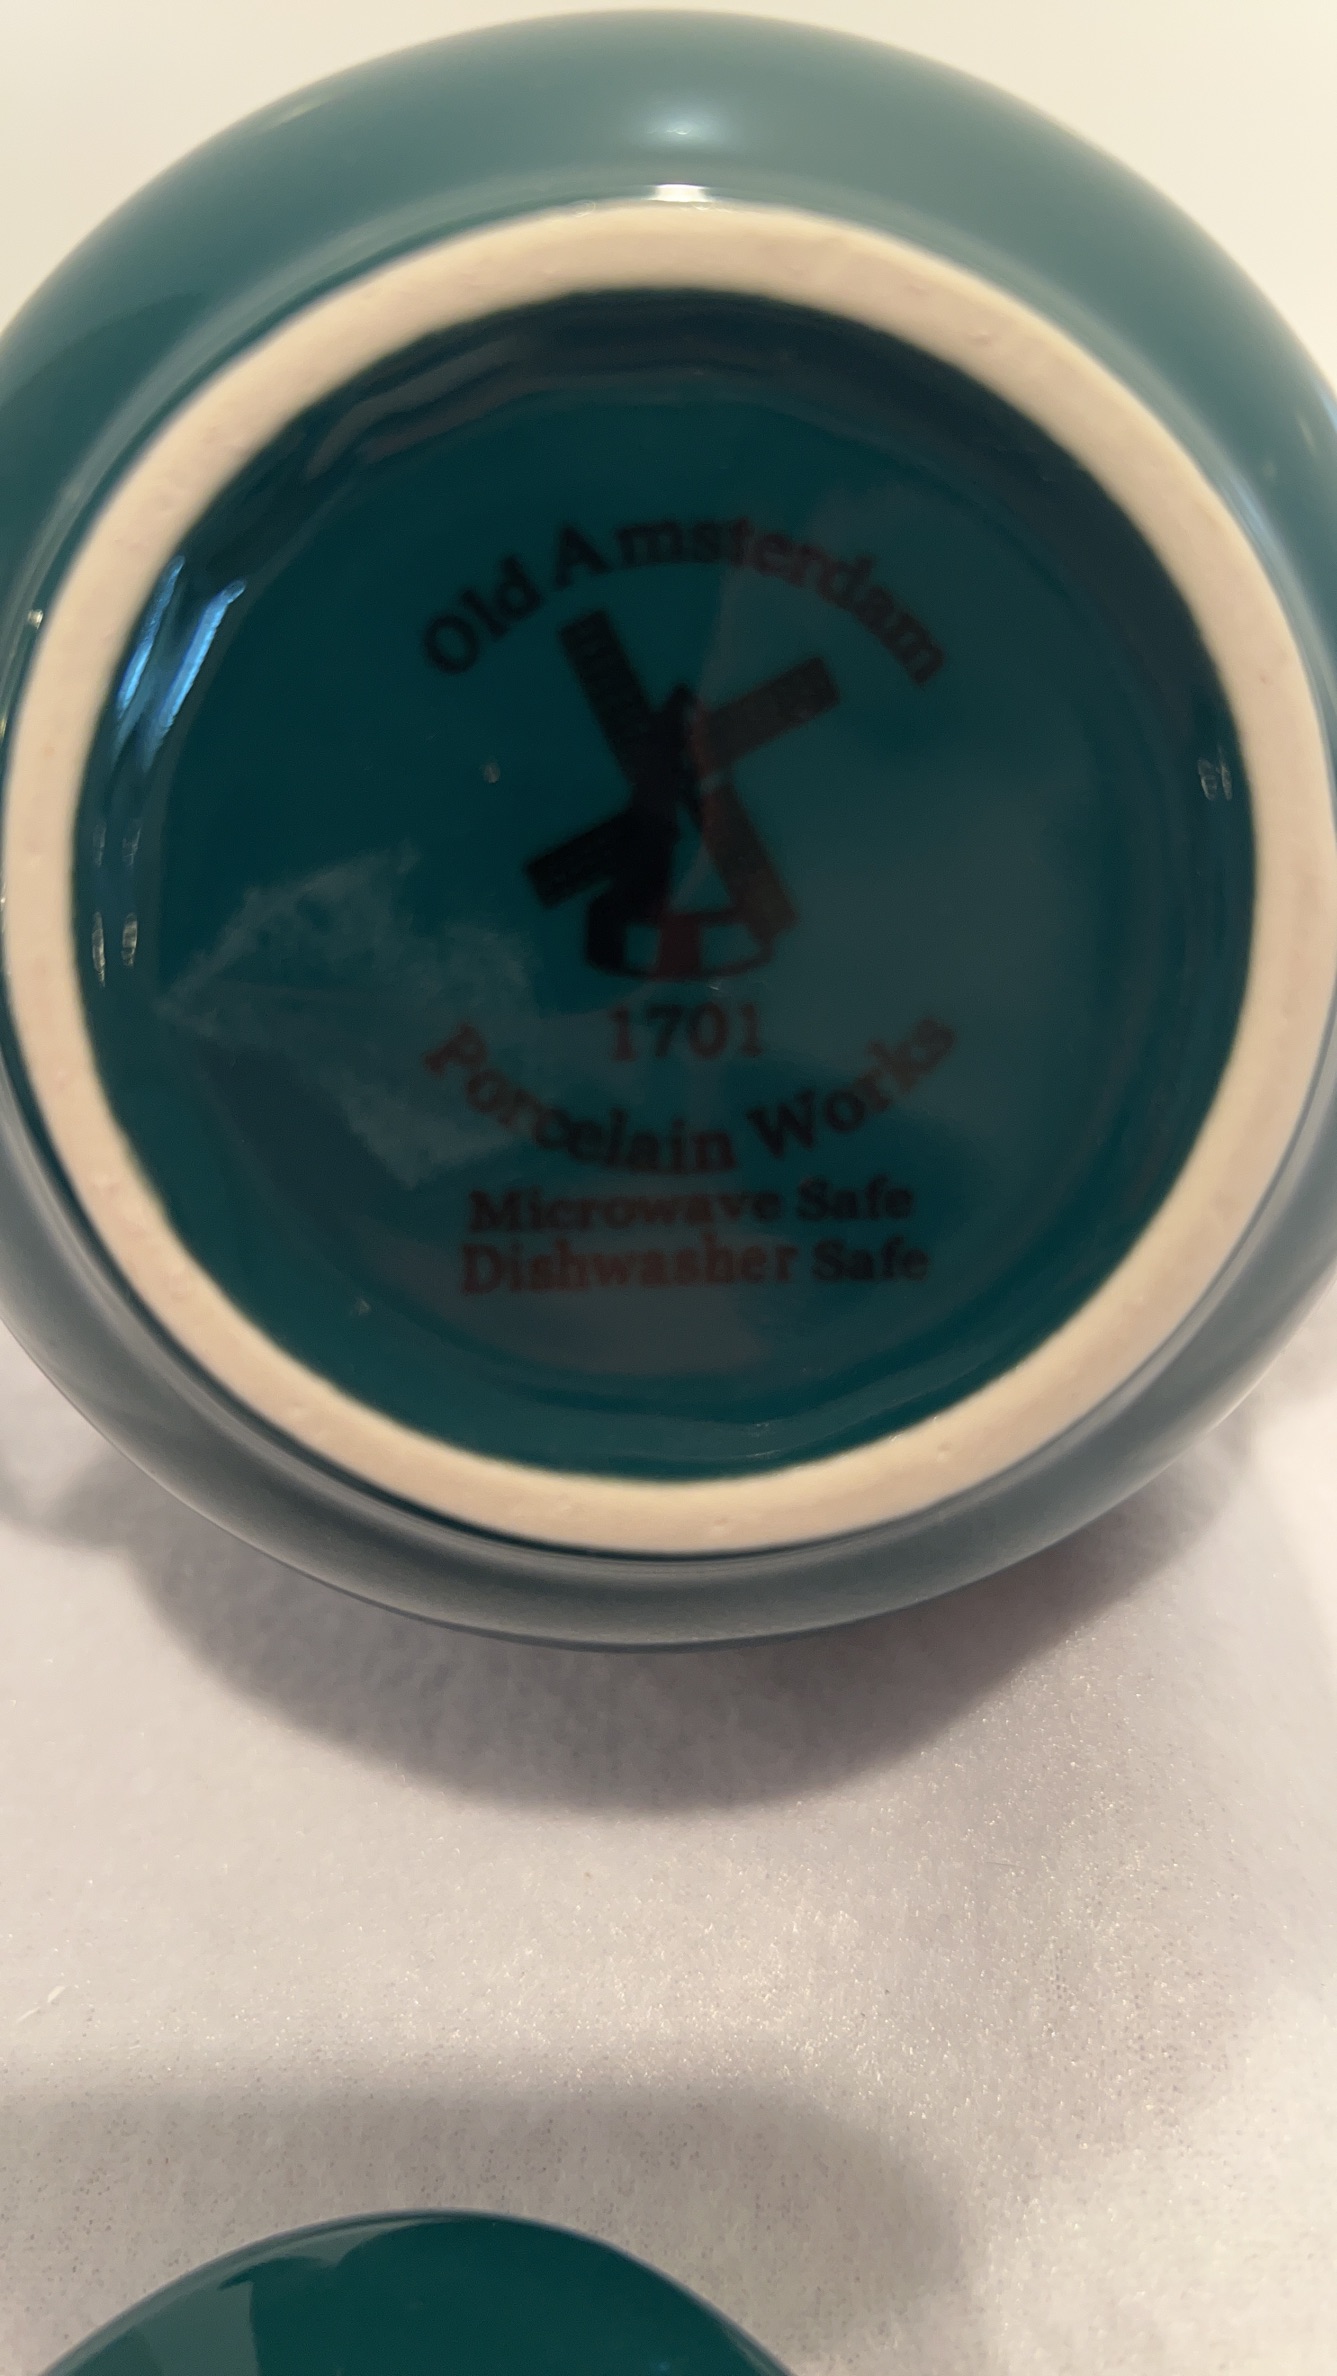 Old Amsterdam
1701
Porcelain Works
Microwave Safe
Dishwasher Safe